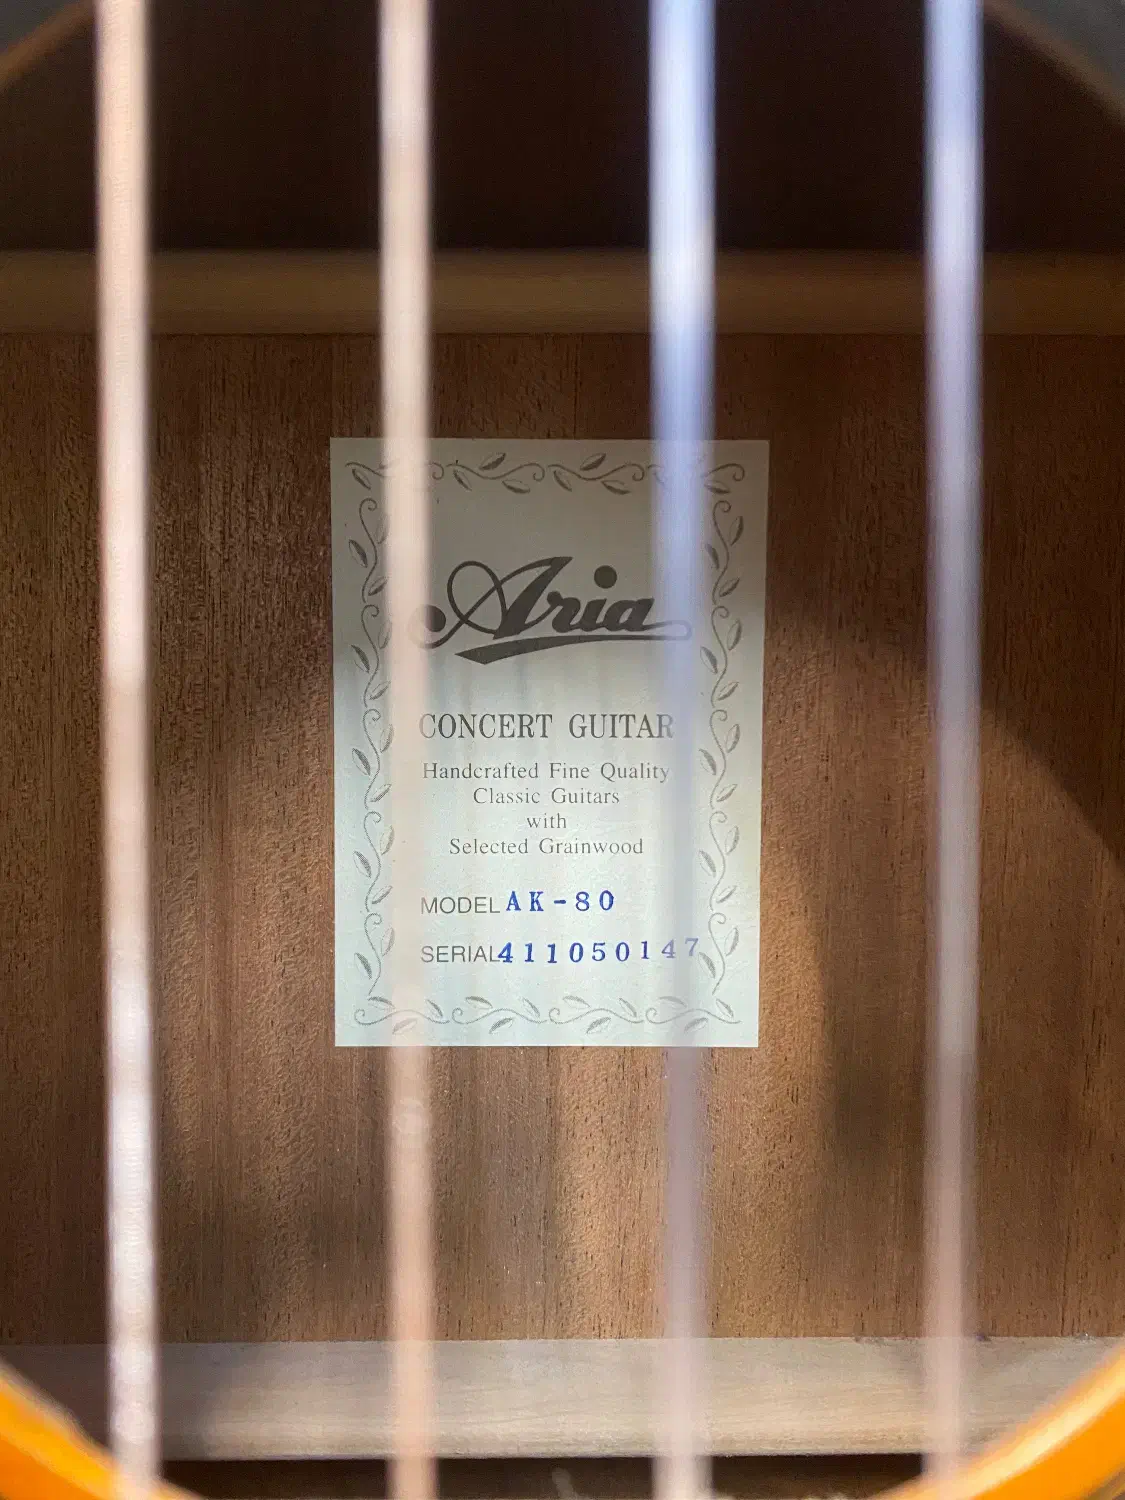 Aria
CONCERT GUITAR
Handcrafted Fine Quality
Classic Guitars
with
Selected Grainwood
MODEL AK-80
SERIAL 411050147